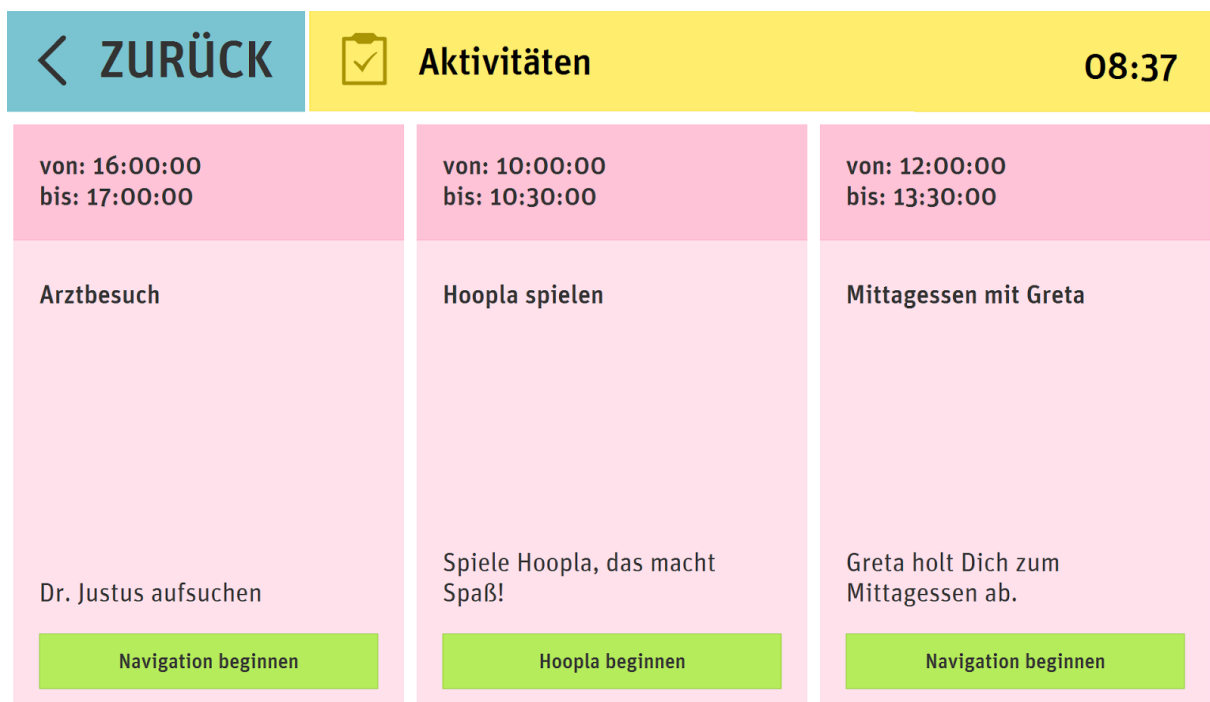 ZURÜCK
Aktivitäten
08:37
von: 16:00:00
bis: 17:00:00
Arztbesuch
Dr. Justus aufsuchen
Navigation beginnen
von: 10:00:00
bis: 10:30:00
Hoopla spielen
Spiele Hoopla, das macht
Spaß!
Hoopla beginnen
von: 12:00:00
bis: 13:30:00
Mittagessen mit Greta
Greta holt Dich zum
Mittagessen ab.
Navigation beginnen